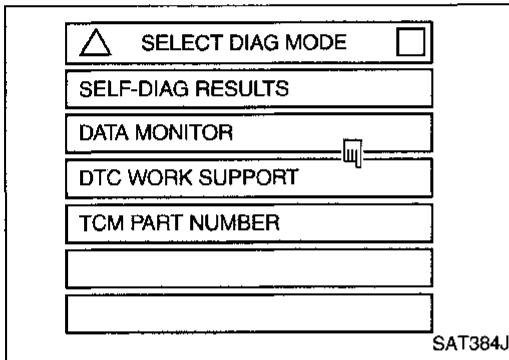 SELECT DIAG MODE
SELF-DIAG RESULTS
DATA MONITOR
DTC WORK SUPPORT
TCM PART NUMBER
SAT384J